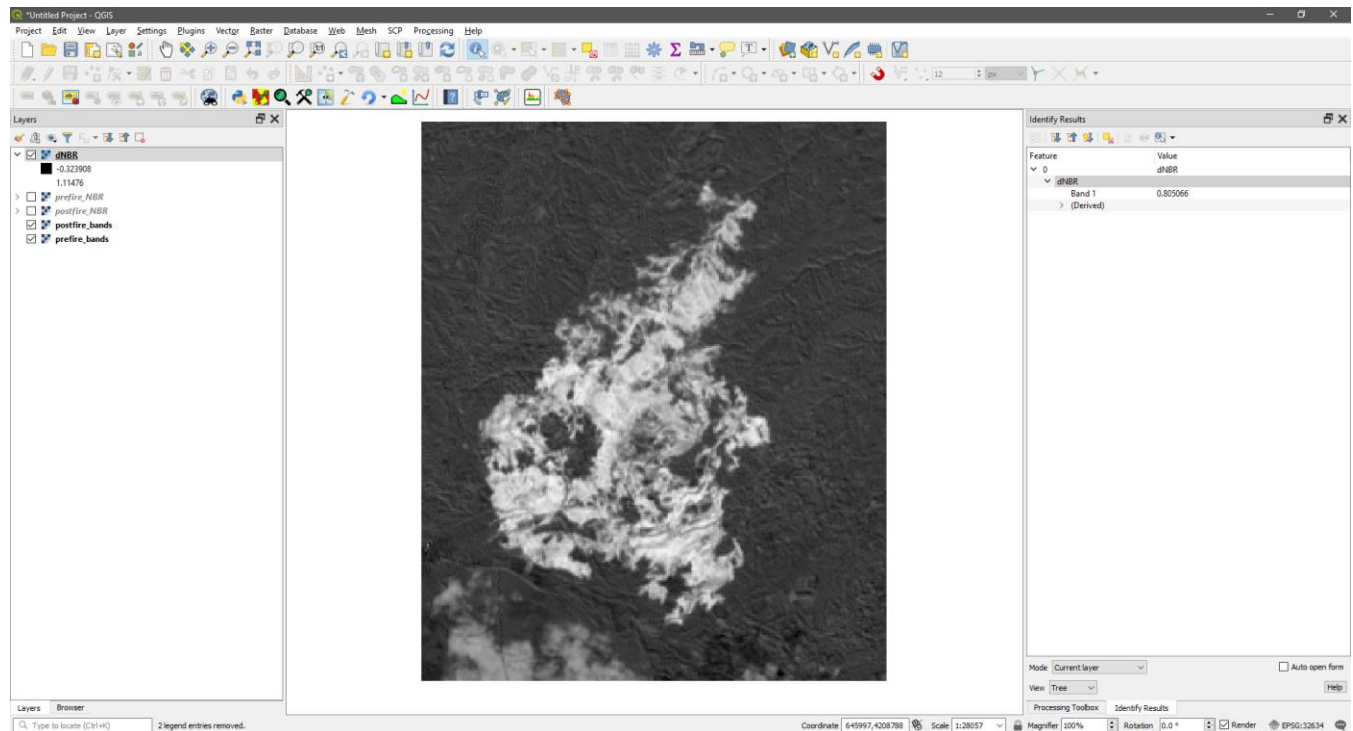 *Untitled Project - QGIS
Project Edit View Layer Settings Plugins Vector Raster Database Web Mesh SCP Processing Help
12 px
Layers
dNBR
-0.323908
1.11476
prefire_NBR
postfire_NBR
postfire_bands
prefire_bands
Identify Results
Feature Value
0 dNBR
dNBR
Band 1 0.805066
(Derived)
Mode Current layer Auto open form
View Tree Help
Layers Browser Processing Toolbox Identify Results
Type to locate (Ctrl+K) 2 legend entries removed. Coordinate 645997,4208788 Scale 1:28057 Magnifier 100% Rotation 0.0 ° Render EPSG:32634